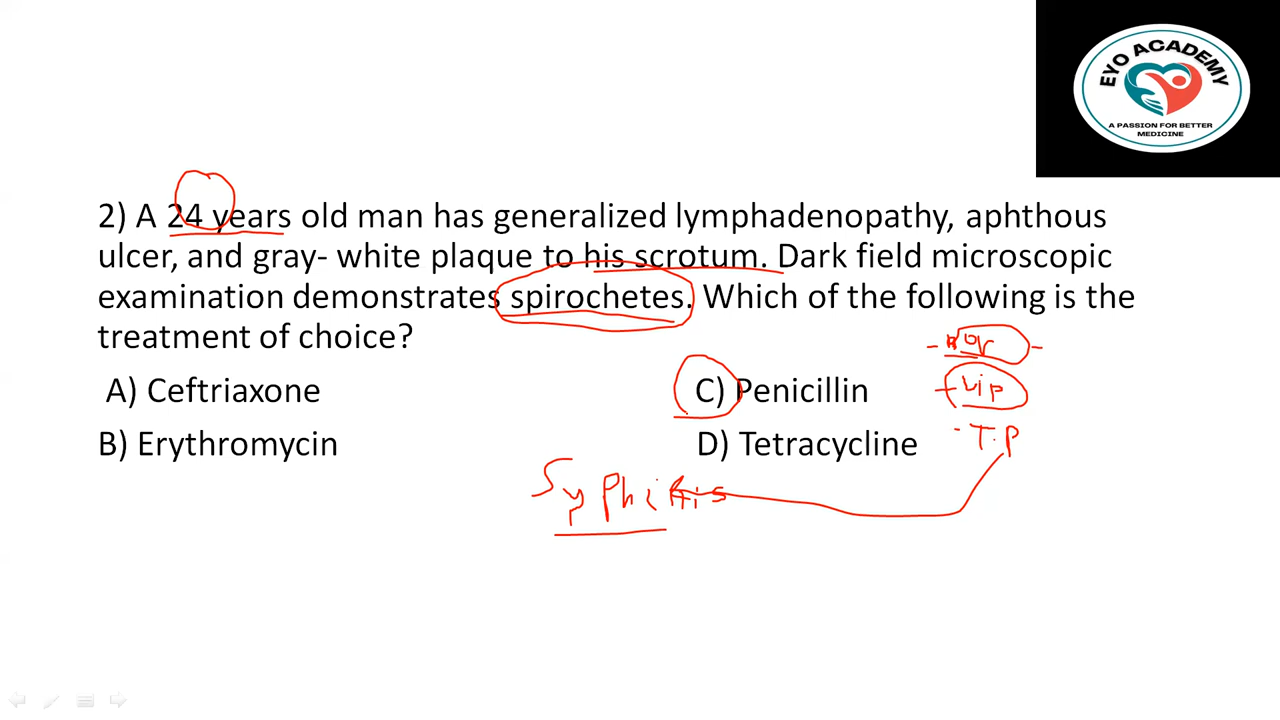 EYO ACADEMY
A PASSION FOR BETTER
MEDICINE
2) A 24 years old man has generalized lymphadenopathy, aphthous
ulcer, and gray- white plaque to his scrotum. Dark field microscopic
examination demonstrates spirochetes. Which of the following is the
treatment of choice?
A) Ceftriaxone
C) Penicillin
B) Erythromycin
D) Tetracycline
Lip
T.P